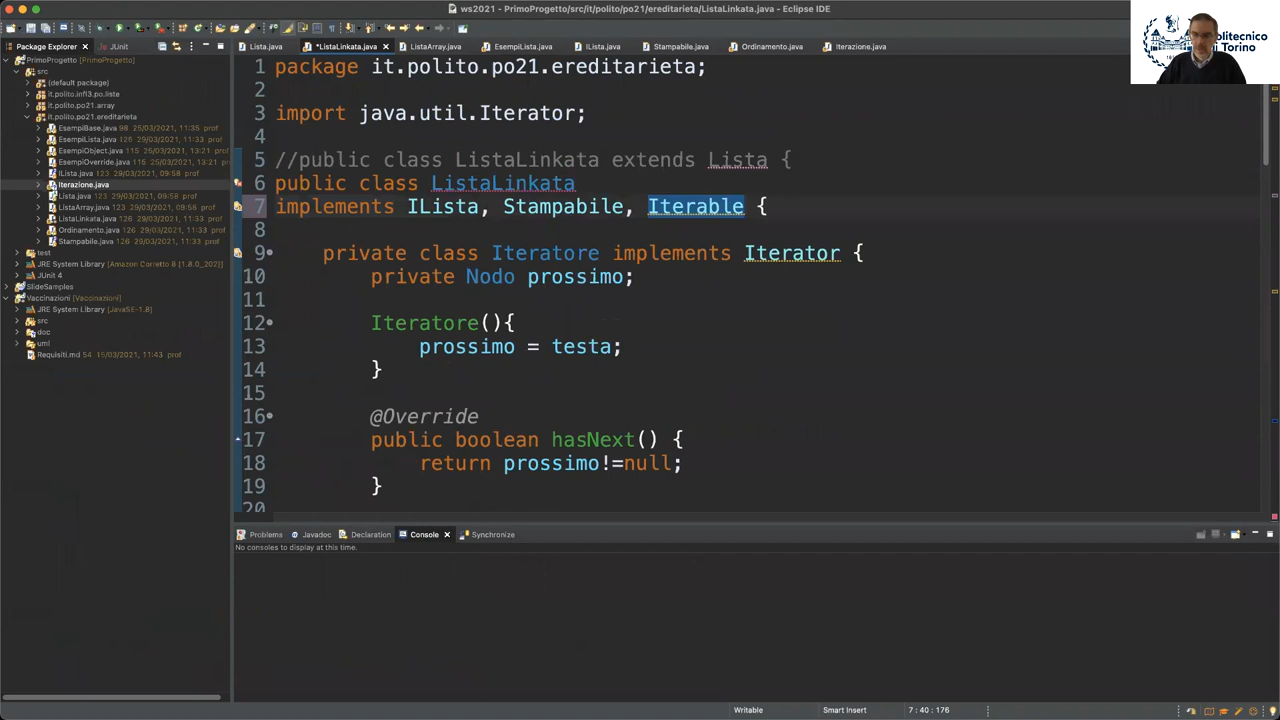 ws2021 - PrimoProgetto/src/it/polito/po21/ereditarieta/ListaLinkata.java - Eclipse IDE
Package Explorer
JUnit
Lista.java
*ListaLinkata.java
ListaArray.java
EsempiLista.java
ILista.java
Stampabile.java
Ordinamento.java
Iterazione.java
Politecnico
di Torino
PrimoProgetto [PrimoProgetto]
src
(default package)
it.polito.inf3.po.liste
it.polito.po21.array
it.polito.po21.ereditarieta
EsempiBase.java 98 25/03/2021, 11:35 prof
EsempiLista.java 126 29/03/2021, 11:33 prof
EsempiObject.java 31/03/2021, 13:21 prof
EsempiOverride.java 31/03/2021, 13:21 prof
ILista.java 123 29/03/2021, 09:58 prof
Iterazione.java
Lista.java 123 29/03/2021, 09:58 prof
ListaArray.java 123 29/03/2021, 09:58 prof
ListaLinkata.java 126 29/03/2021, 11:33 prof
Ordinamento.java 126 29/03/2021, 11:33 prof
Stampabile.java 126 29/03/2021, 11:33 prof
test
JRE System Library [Amazon Corretto 8 [1.8.0_202]]
JUnit 4
SlideSamples
Vaccinazioni [Vaccinazioni]
JRE System Library [JavaSE-1.8]
src
doc
uml
Requisiti.md 54 15/03/2021, 11:43 prof
1 package it.polito.po21.ereditarieta;
2
3 import java.util.Iterator;
4
5 //public class ListaLinkata extends Lista {
6 public class ListaLinkata
7 implements ILista, Stampabile, Iterable {
8
9 private class Iteratore implements Iterator {
10 private Nodo prossimo;
11
12 Iteratore(){
13 prossimo = testa;
14 }
15
16 @Override
17 public boolean hasNext() {
18 return prossimo!=null;
19 }
20
Problems
Javadoc
Declaration
Console
Synchronize
No consoles to display at this time.
Writable
Smart Insert
7 : 40 : 176